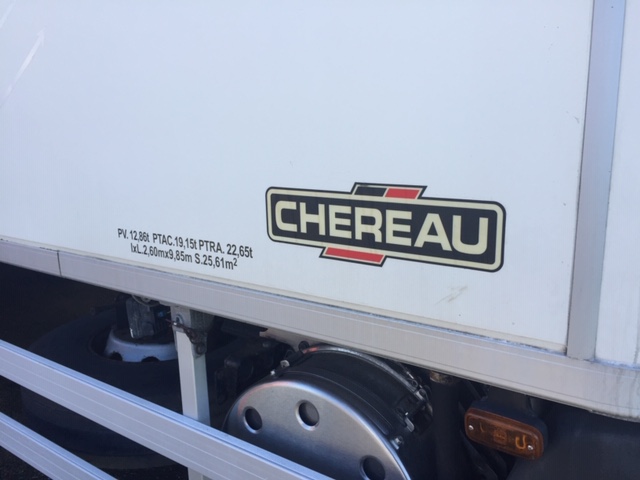 CHEREAU
PV. 12,86t PTAC.19,15t PTRA. 22,65t
lxL.2,60mx9,85m S.25,61m²